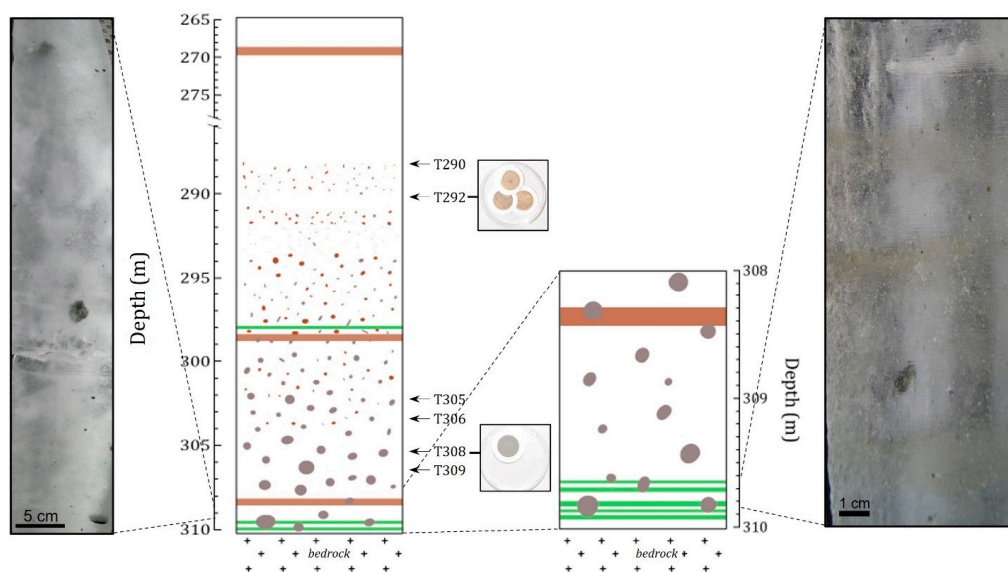 265
270
275
290
295
300
305
310
Depth (m)
T290
T292
T305
T306
T308
T309
bedrock
5 cm
308
309
310
Depth (m)
bedrock
1 cm